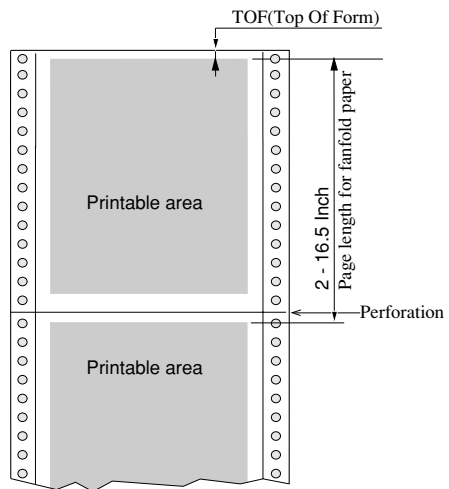 TOF(Top Of Form)
Printable area
2 - 16.5 Inch
Page length for fanfold paper
Perforation
Printable area